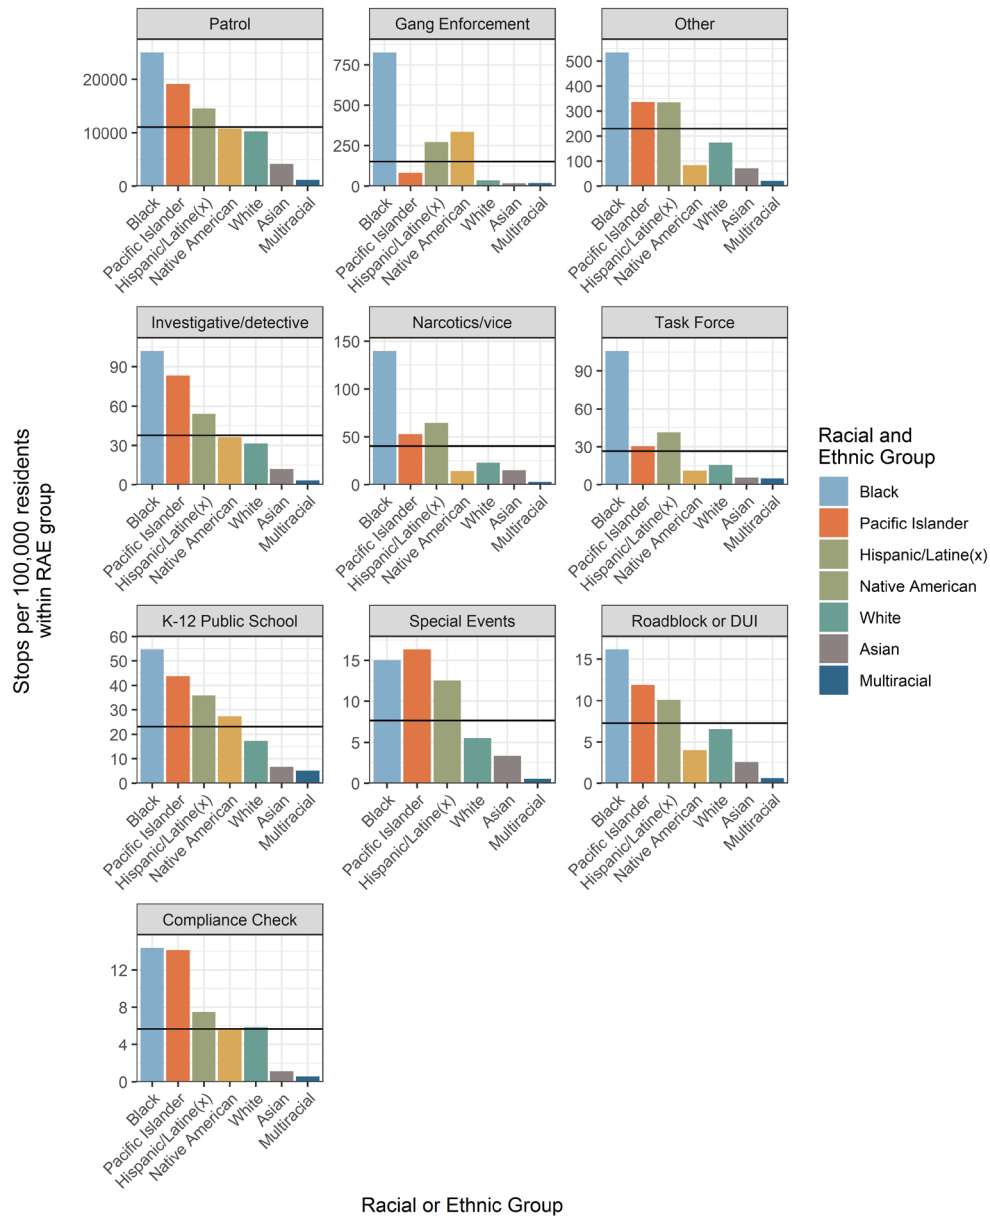 Patrol
Gang Enforcement
Other
20000
10000
0
750
500
250
0
500
400
300
200
100
0
Black
Pacific Islander
Hispanic/Latine(x)
Native American
White
Asian
Multiracial
Black
Pacific Islander
Hispanic/Latine(x)
Native American
White
Asian
Multiracial
Black
Pacific Islander
Hispanic/Latine(x)
Native American
White
Asian
Multiracial
Investigative/detective
Narcotics/vice
Task Force
90
60
30
0
150
100
50
0
90
60
30
0
Black
Pacific Islander
Hispanic/Latine(x)
Native American
White
Asian
Multiracial
Black
Pacific Islander
Hispanic/Latine(x)
Native American
White
Asian
Multiracial
Black
Pacific Islander
Hispanic/Latine(x)
Native American
White
Asian
Multiracial
K-12 Public School
Special Events
Roadblock or DUI
60
50
40
30
20
10
0
15
10
5
0
15
10
5
0
Black
Pacific Islander
Hispanic/Latine(x)
Native American
White
Asian
Multiracial
Black
Pacific Islander
Hispanic/Latine(x)
White
Asian
Multiracial
Black
Pacific Islander
Hispanic/Latine(x)
Native American
White
Asian
Multiracial
Compliance Check
12
8
4
0
Black
Pacific Islander
Hispanic/Latine(x)
Native American
White
Asian
Multiracial
Stops per 100,000 residents
within RAE group
Racial or Ethnic Group
Racial and
Ethnic Group
Black
Pacific Islander
Hispanic/Latine(x)
Native American
White
Asian
Multiracial